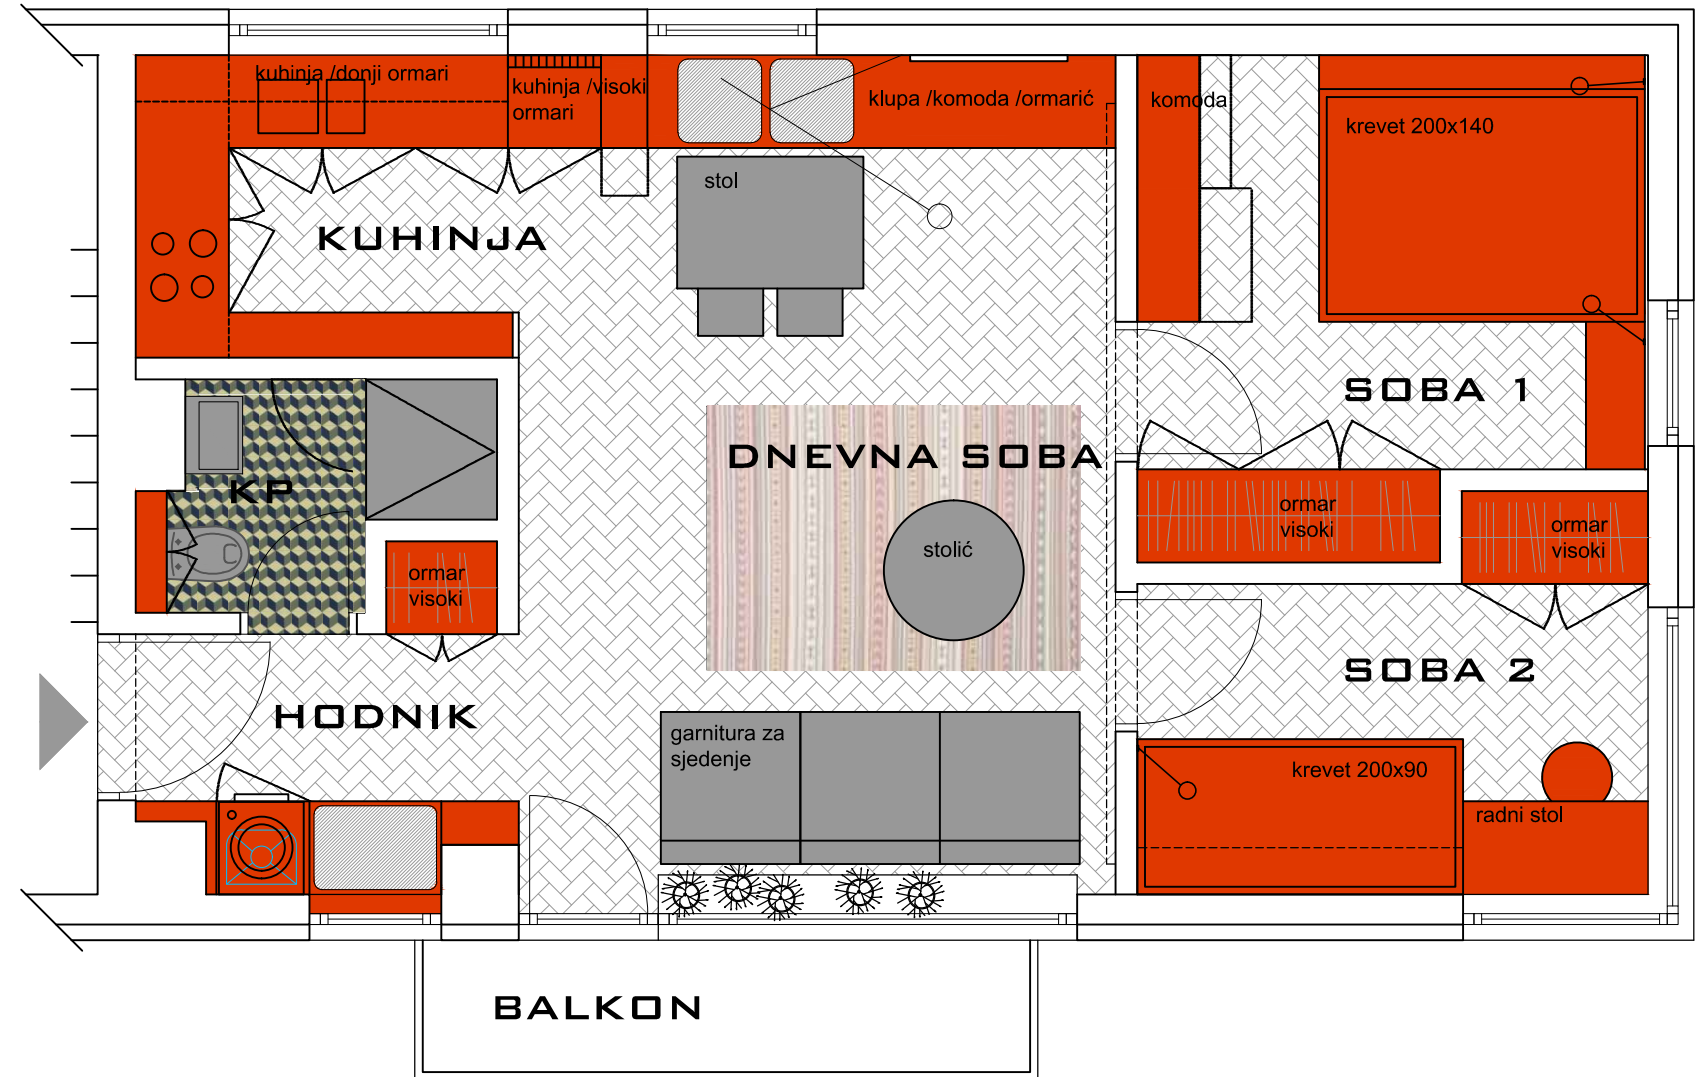 kuhinja /donji ormari
kuhinja /visoki
ormari
klupa /komoda /ormarić
komoda
krevet 200x140
stol
KUHINJA
SOBA 1
DNEVNA SOBA
KP
ormar
visoki
ormar
visoki
stolić
ormar
visoki
SOBA 2
HODNIK
garnitura za
sjedenje
krevet 200x90
radni stol
BALKON